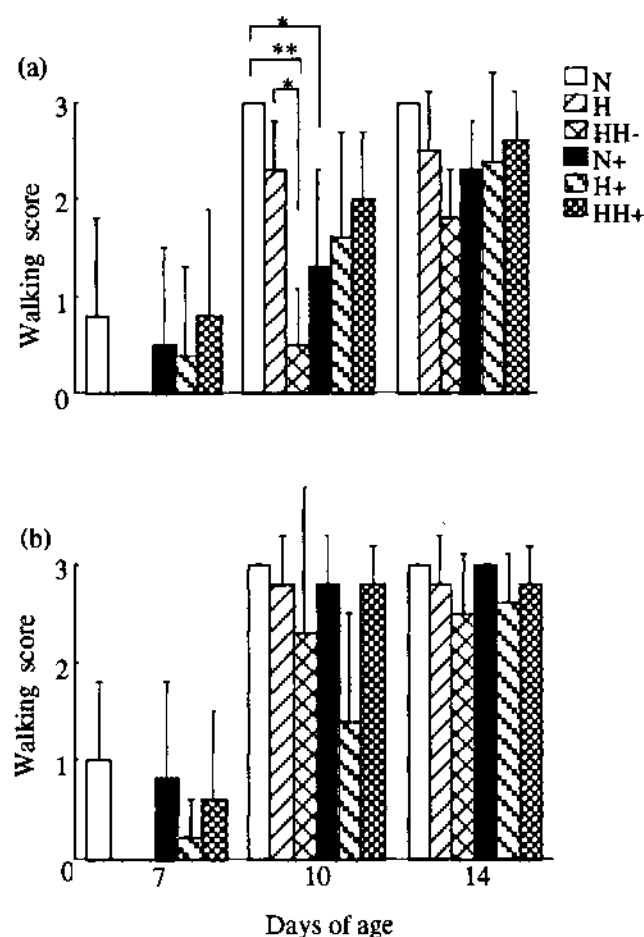 (a)
*
**
*
N
H
HH-
N+
H+
HH+
3
2
1
0
Walking score
(b)
3
2
1
0
Walking score
7 10 14
Days of age